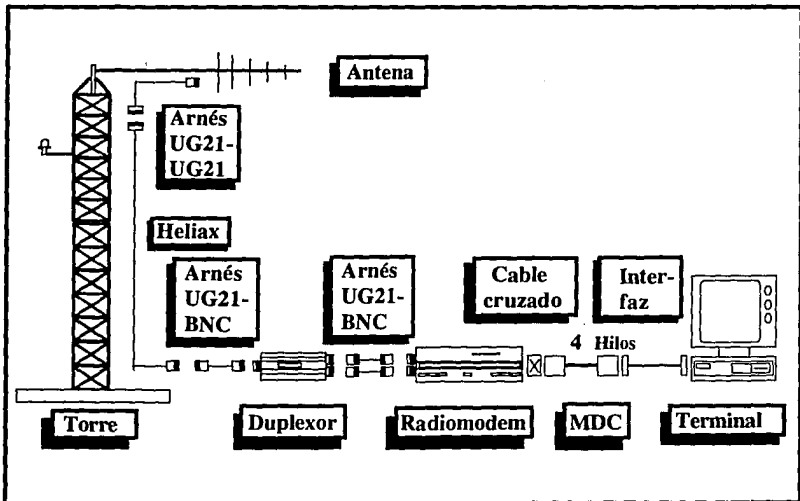 Antena
Arnés
UG21-
UG21
Heliax
Arnés
UG21-
BNC
Arnés
UG21-
BNC
Cable
cruzado
Inter-
faz
4 Hilos
Torre
Duplexor
Radiomodem
MDC
Terminal